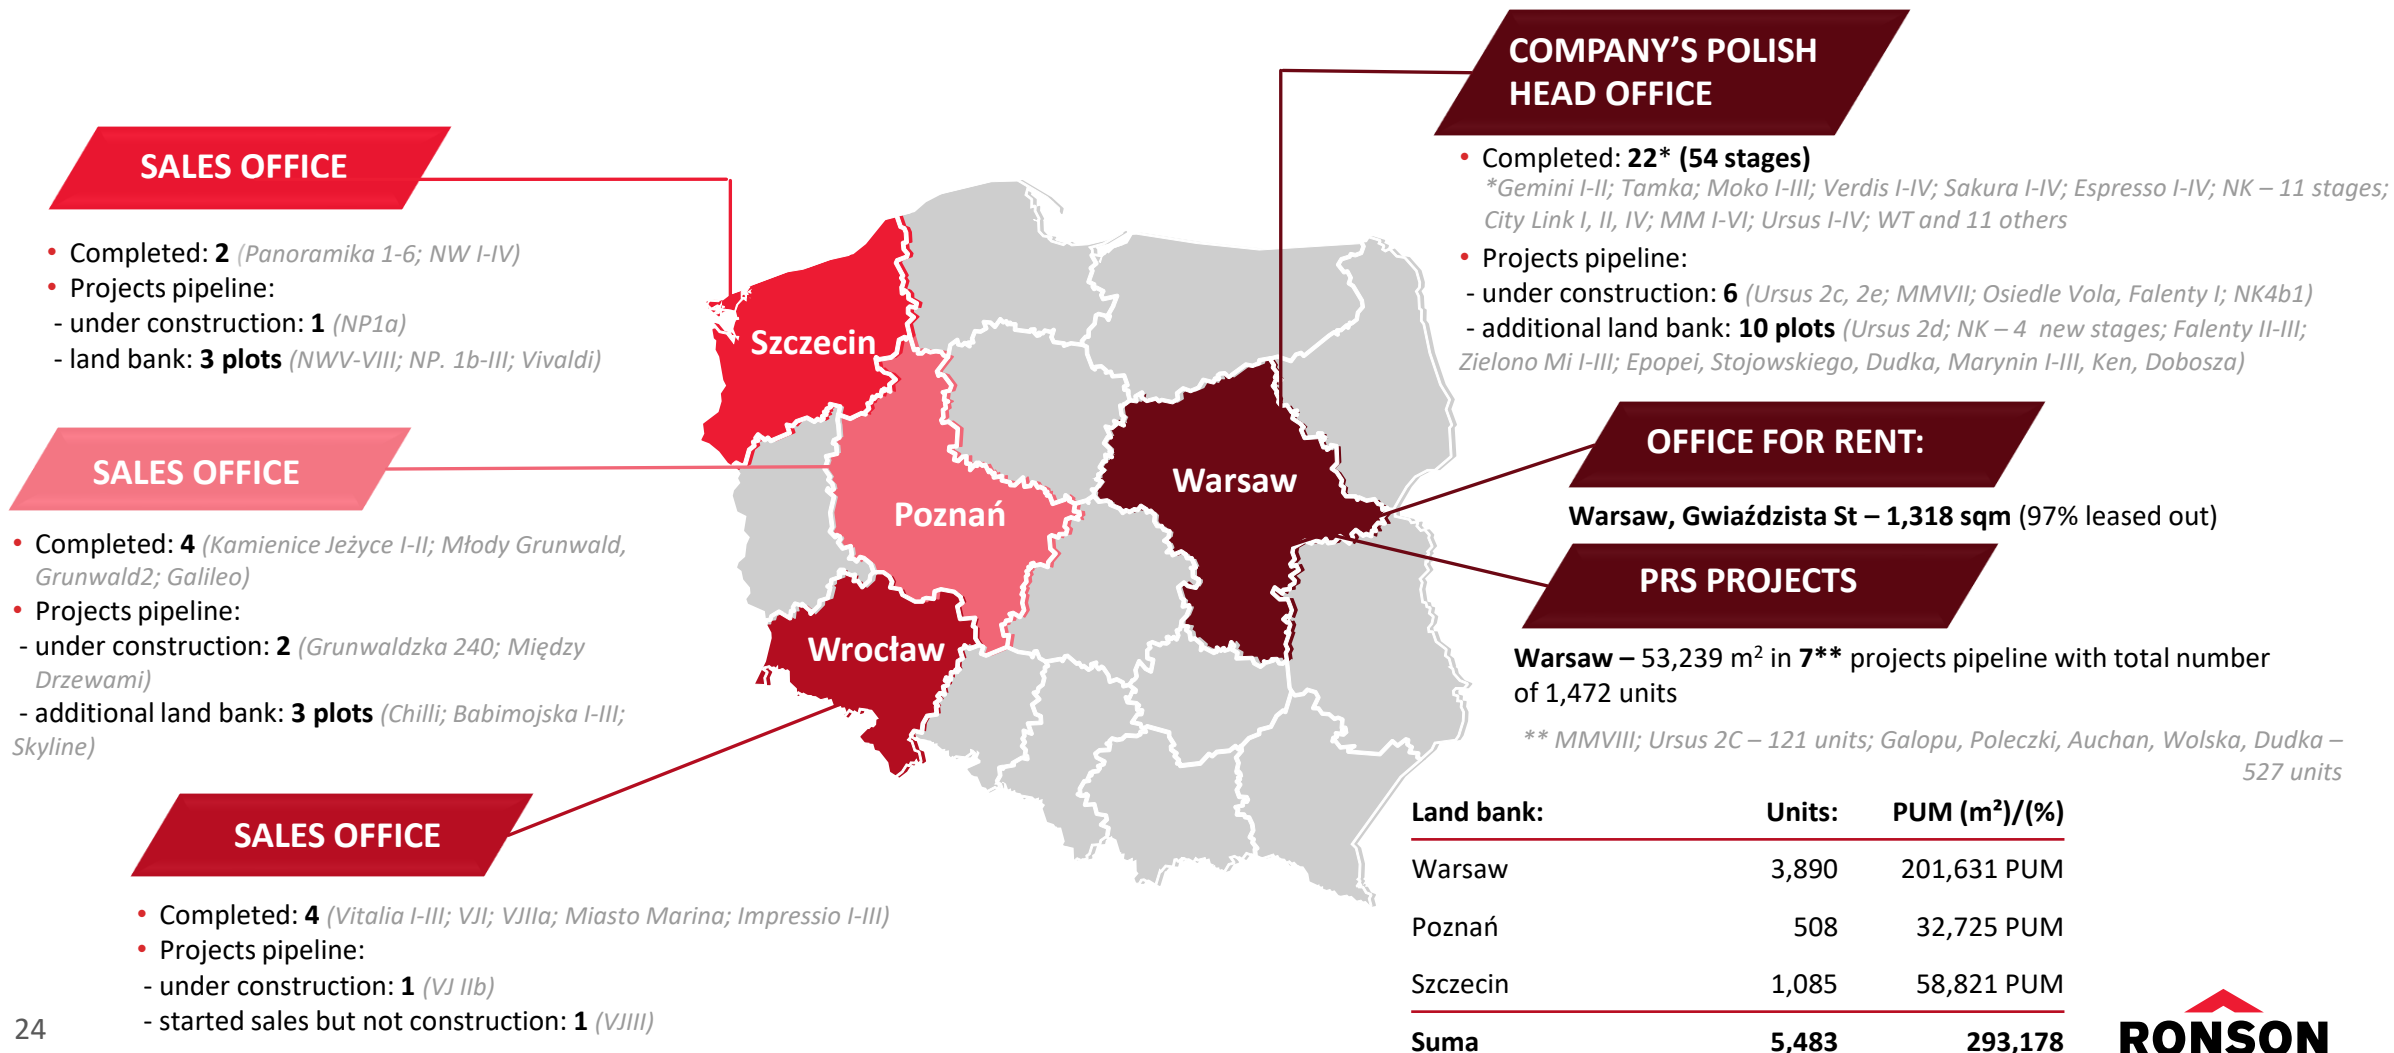 COMPANY’S POLISH
HEAD OFFICE
• Completed: 22* (54 stages)
*Gemini I-II; Tamka; Moko I-III; Verdis I-IV; Sakura I-IV; Espresso I-IV; NK – 11 stages;
City Link I, II, IV; MM I-VI; Ursus I-IV; WT and 11 others
• Projects pipeline:
- under construction: 6 (Ursus 2c, 2e; MMVII; Osiedle Vola, Falenty I; NK4b1)
- additional land bank: 10 plots (Ursus 2d; NK – 4 new stages; Falenty II-III;
Zielono Mi I-III; Epopei, Stojowskiego, Dudka, Marynin I-III, Ken, Dobosza)
SALES OFFICE
• Completed: 2 (Panoramika 1-6; NW I-IV)
• Projects pipeline:
- under construction: 1 (NP1a)
- land bank: 3 plots (NWV-VIII; NP. 1b-III; Vivaldi)
SALES OFFICE
• Completed: 4 (Kamienice Jeżyce I-II; Młody Grunwald,
Grunwald2; Galileo)
• Projects pipeline:
- under construction: 2 (Grunwaldzka 240; Między
Drzewami)
- additional land bank: 3 plots (Chilli; Babimojska I-III;
Skyline)
SALES OFFICE
• Completed: 4 (Vitalia I-III; VJI; VJIIa; Miasto Marina; Impressio I-III)
• Projects pipeline:
- under construction: 1 (VJ IIb)
- started sales but not construction: 1 (VJIII)
Szczecin
Poznań
Warsaw
Wrocław
OFFICE FOR RENT:
Warsaw, Gwiaździsta St – 1,318 sqm (97% leased out)
PRS PROJECTS
Warsaw – 53,239 m² in 7** projects pipeline with total number
of 1,472 units
** MMVIII; Ursus 2C – 121 units; Galopu, Poleczki, Auchan, Wolska, Dudka –
527 units
Land bank: Units: PUM (m²)/(%)
Warsaw 3,890 201,631 PUM
Poznań 508 32,725 PUM
Szczecin 1,085 58,821 PUM
Suma 5,483 293,178
24
RONSON